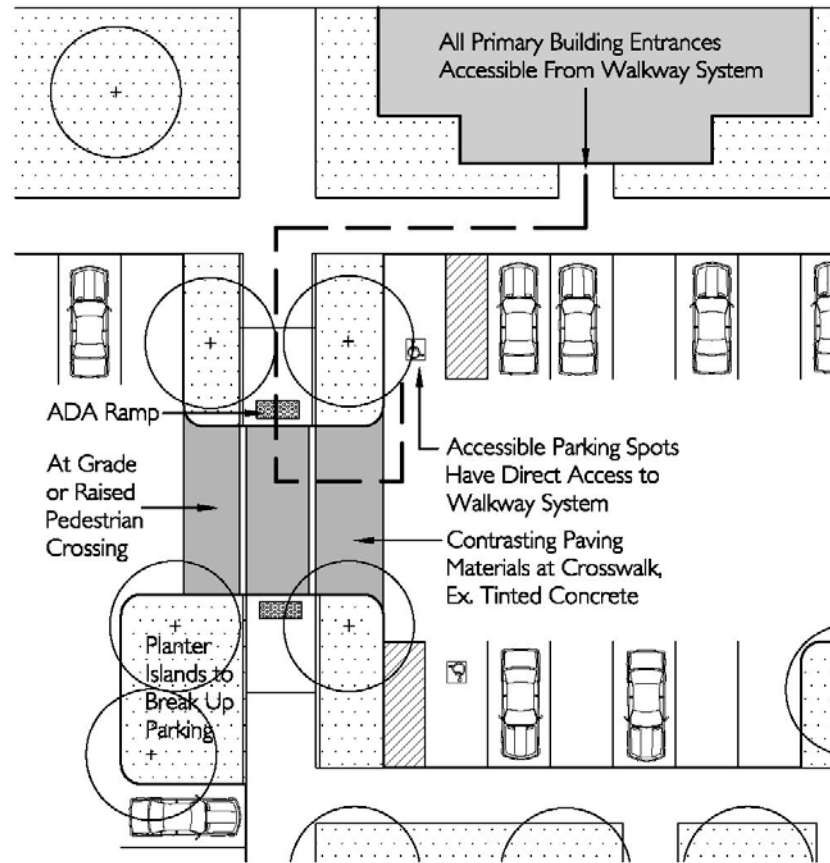 All Primary Building Entrances
Accessible From Walkway System
ADA Ramp
At Grade
or Raised
Pedestrian
Crossing
Accessible Parking Spots
Have Direct Access to
Walkway System
Contrasting Paving
Materials at Crosswalk,
Ex. Tinted Concrete
Planter
Islands to
Break Up
Parking